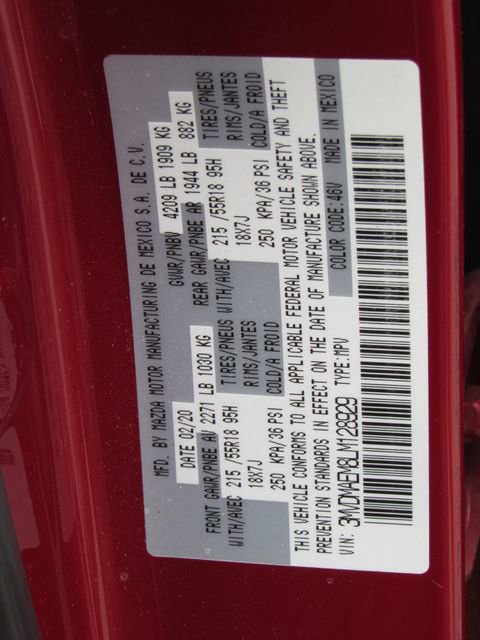 MFD. BY MAZDA MOTOR MANUFACTURING DE MEXICO S.A. DE C.V.
DATE 02/20 GVWR/PNBV 4209 LB 1909 KG
FRONT GAWR/PNBE AV 2271 LB 1030 KG REAR GAWR/PNBE AR 1944 LB 882 KG
WITH/AVEC 215 /55R18 95H TIRES/PNEUS WITH/AVEC 215 /55R18 95H TIRES/PNEUS
18X7J RIMS/JANTES 18X7J RIMS/JANTES
250 KPA/36 PSI COLD/A FROID 250 KPA/36 PSI COLD/A FROID
THIS VEHICLE CONFORMS TO ALL APPLICABLE FEDERAL MOTOR VEHICLE SAFETY AND THEFT
PREVENTION STANDARDS IN EFFECT ON THE DATE OF MANUFACTURE SHOWN ABOVE.
VIN: 3MVDMAEM8LM128929 TYPE: MPV COLOR CODE: 46V MADE IN MEXICO